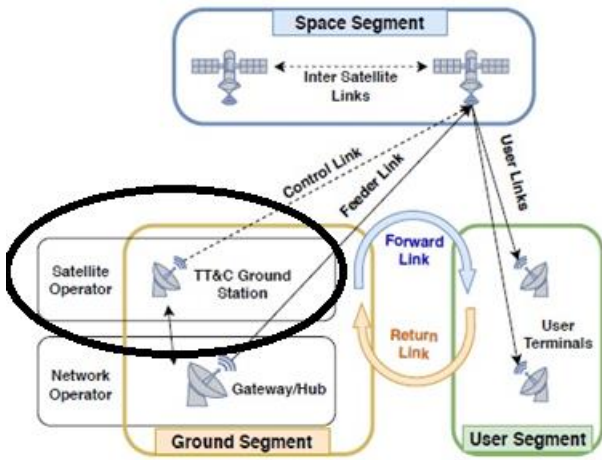 Space Segment
Inter Satellite
Links
Control Link
Feeder Link
User Links
Satellite
Operator
TT&C Ground
Station
Forward
Link
Return
Link
User
Terminals
Network
Operator
Gateway/Hub
Ground Segment
User Segment